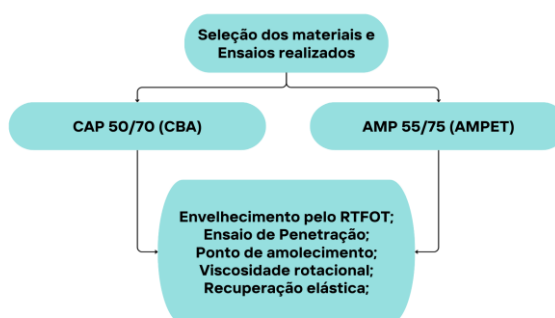 Seleção dos materiais e
Ensaios realizados
CAP 50/70 (CBA)
AMP 55/75 (AMPET)
Envelhecimento pelo RTFOT;
Ensaio de Penetração;
Ponto de amolecimento;
Viscosidade rotacional;
Recuperação elástica;